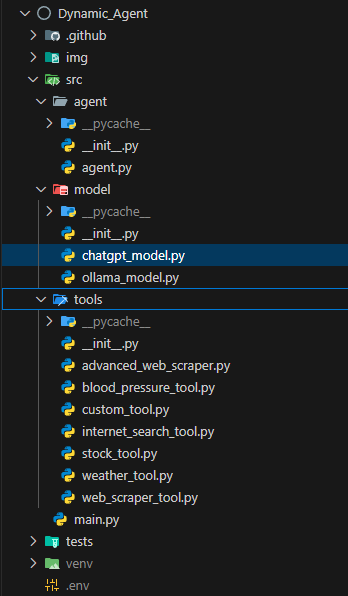 Dynamic_Agent
.github
img
src
agent
__pycache__
__init__.py
agent.py
model
__pycache__
__init__.py
chatgpt_model.py
ollama_model.py
tools
__pycache__
__init__.py
advanced_web_scraper.py
blood_pressure_tool.py
custom_tool.py
internet_search_tool.py
stock_tool.py
weather_tool.py
web_scraper_tool.py
main.py
tests
venv
.env